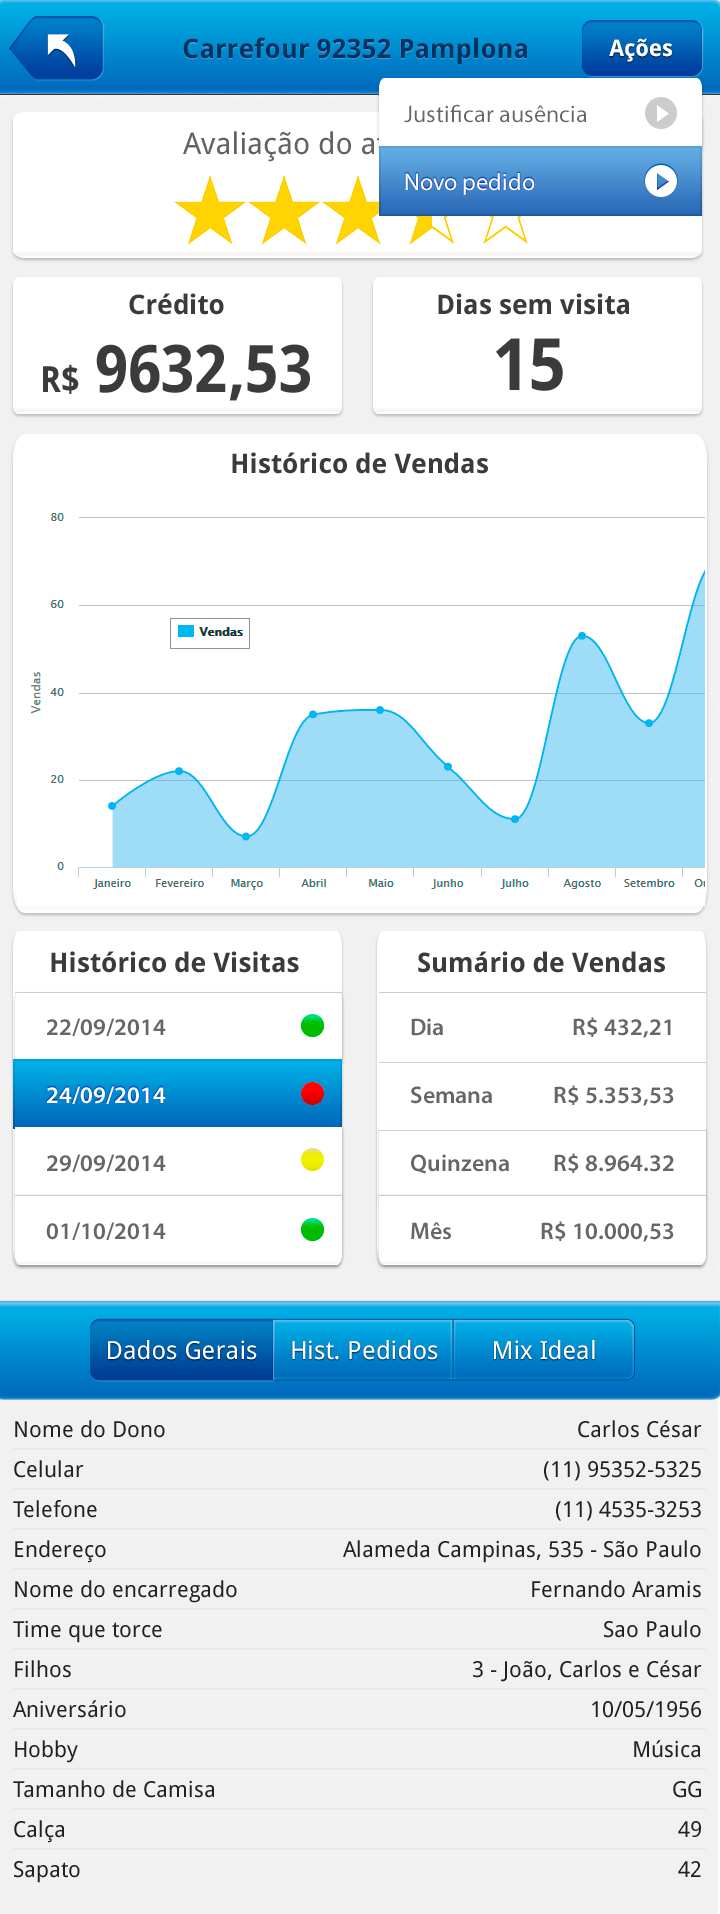 Carrefour 92352 Pamplona
Ações
Justificar ausência
Novo pedido
Avaliação do
Crédito
R$ 9632,53
Dias sem visita
15
Histórico de Vendas
80
60
40
20
0
Vendas
Vendas
Janeiro Fevereiro Março Abril Maio Junho Julho Agosto Setembro
Histórico de Visitas
22/09/2014
24/09/2014
29/09/2014
01/10/2014
Sumário de Vendas
Dia R$ 432,21
Semana R$ 5.353,53
Quinzena R$ 8.964.32
Mês R$ 10.000,53
Dados Gerais Hist. Pedidos Mix Ideal
Nome do Dono Carlos César
Celular (11) 95352-5325
Telefone (11) 4535-3253
Endereço Alameda Campinas, 535 - São Paulo
Nome do encarregado Fernando Aramis
Time que torce Sao Paulo
Filhos 3 - João, Carlos e César
Aniversário 10/05/1956
Hobby Música
Tamanho de Camisa GG
Calça 49
Sapato 42